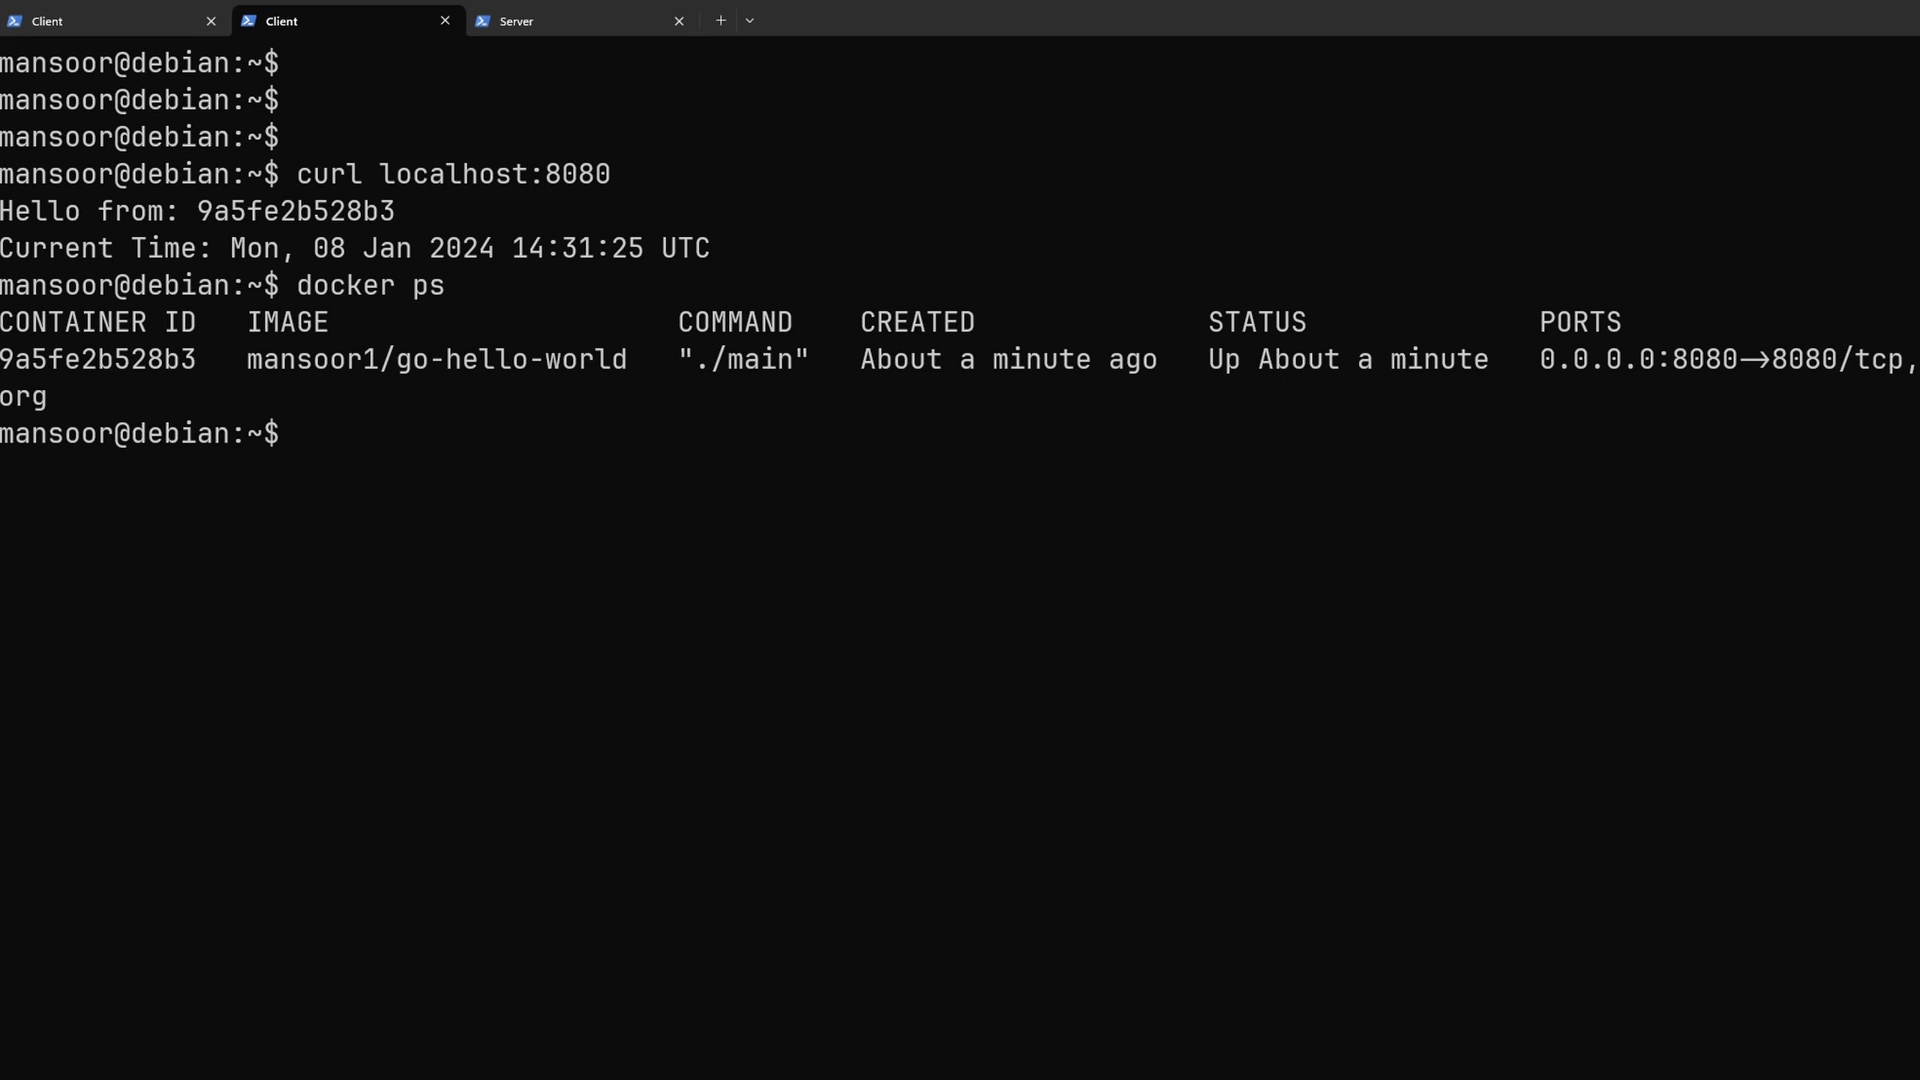 Client Client Server
mansoor@debian:~$
mansoor@debian:~$
mansoor@debian:~$
mansoor@debian:~$ curl localhost:8080
Hello from: 9a5fe2b528b3
Current Time: Mon, 08 Jan 2024 14:31:25 UTC
mansoor@debian:~$ docker ps
CONTAINER ID IMAGE COMMAND CREATED STATUS PORTS
9a5fe2b528b3 mansoor1/go-hello-world "./main" About a minute ago Up About a minute 0.0.0.0:8080->8080/tcp,
org
mansoor@debian:~$